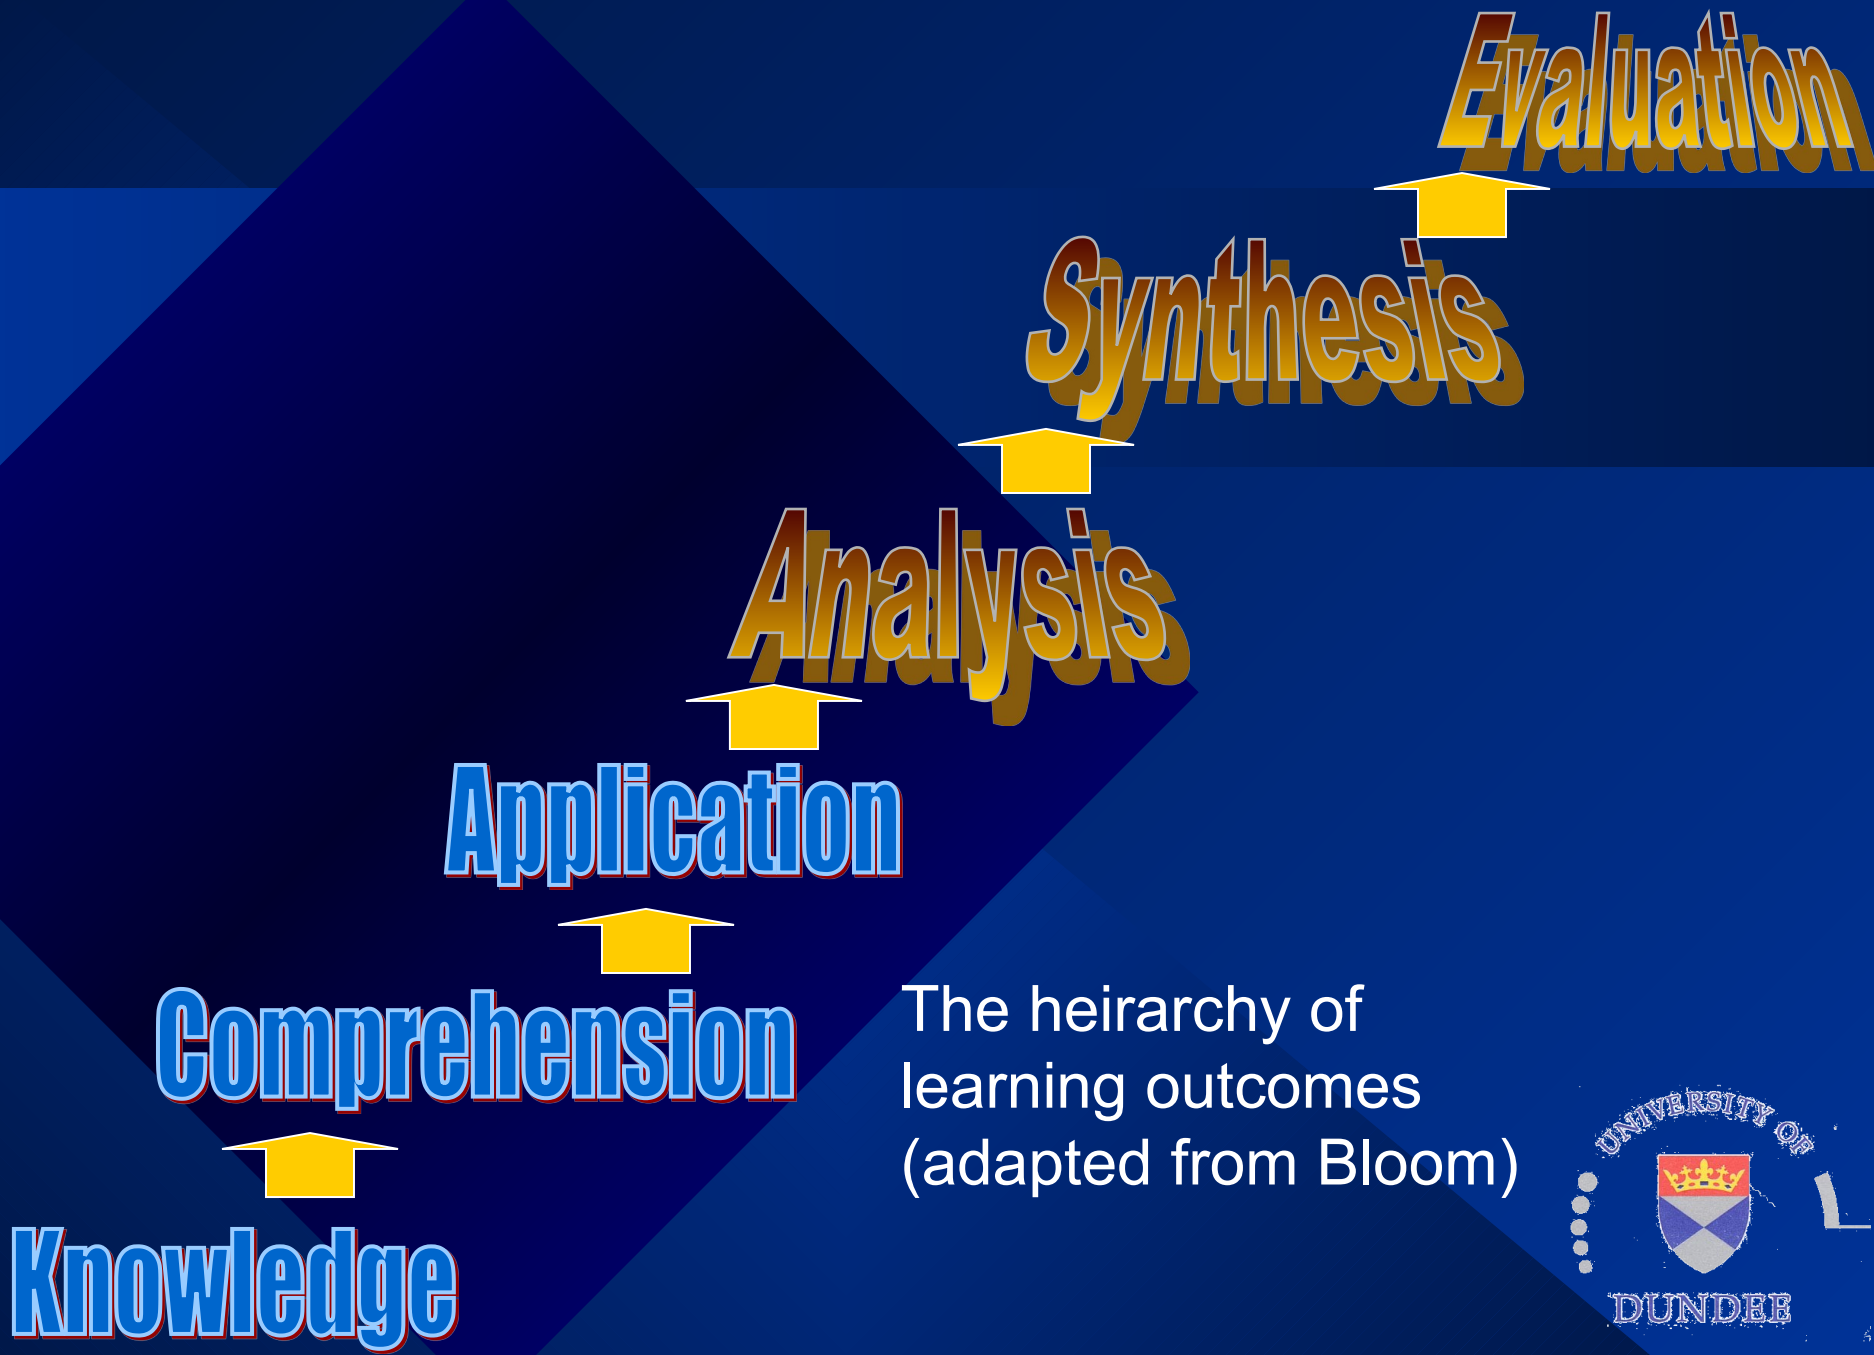 Evaluation
Synthesis
Analysis
Application
Comprehension
Knowledge
The heirarchy of
learning outcomes
(adapted from Bloom)
UNIVERSITY OF
DUNDEE